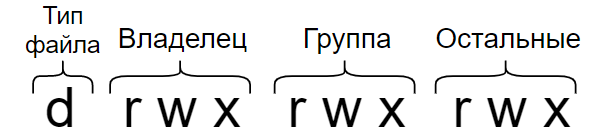 Тип
файла Владелец Группа Остальные
d r w x r w x r w x